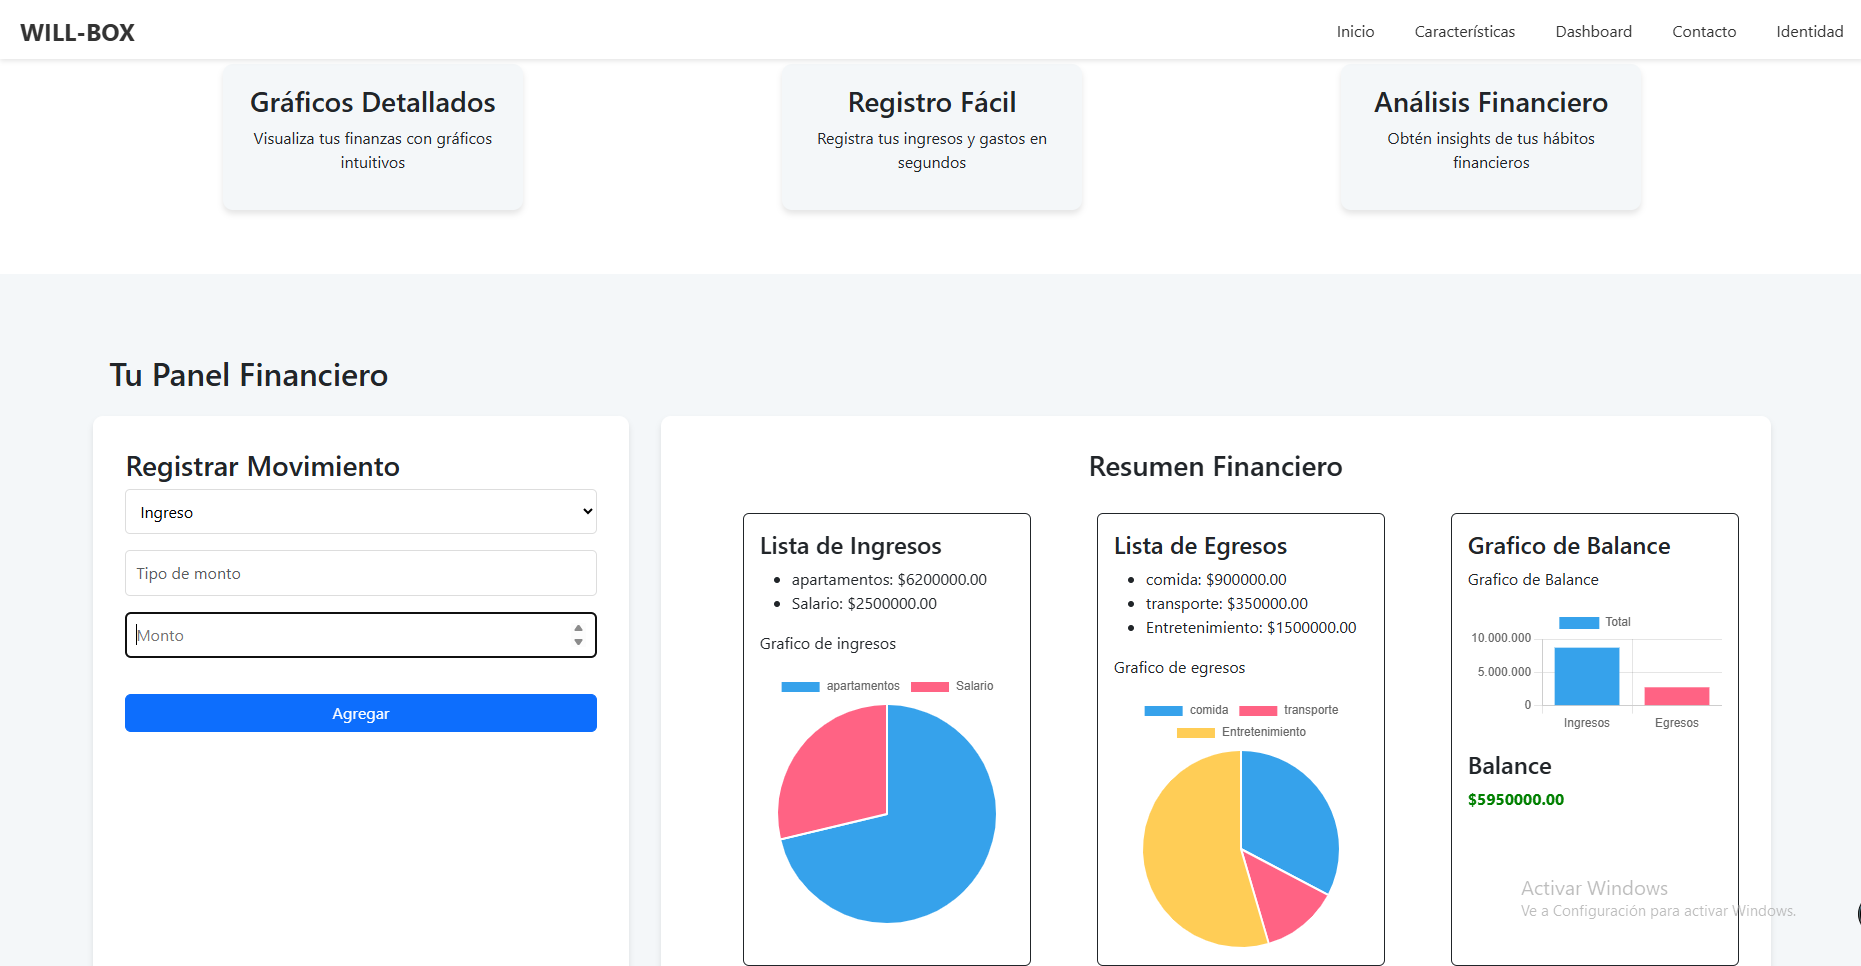 WILL-BOX
Inicio
Características
Dashboard
Contacto
Identidad
Gráficos Detallados
Visualiza tus finanzas con gráficos
intuitivos
Registro Fácil
Registra tus ingresos y gastos en
segundos
Análisis Financiero
Obtén insights de tus hábitos
financieros
Tu Panel Financiero
Registrar Movimiento
Ingreso
Tipo de monto
Monto
Agregar
Resumen Financiero
Lista de Ingresos
apartamentos: $6200000.00
Salario: $2500000.00
Grafico de ingresos
apartamentos
Salario
Lista de Egresos
comida: $900000.00
transporte: $350000.00
Entretenimiento: $1500000.00
Grafico de egresos
comida
transporte
Entretenimiento
Grafico de Balance
Grafico de Balance
Total
10.000.000
5.000.000
0
Ingresos
Egresos
Balance
$5950000.00
Activar Windows
Ve a Configuración para activar Windows.